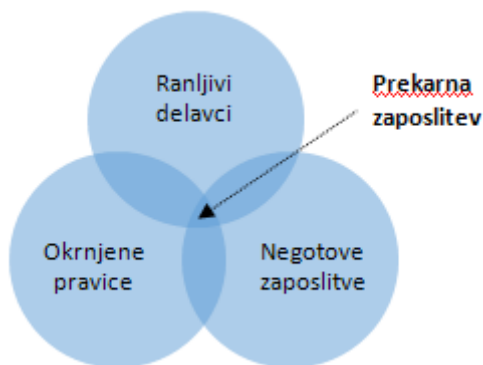 Ranljivi
delavci
Prekarna
zaposlitev
Okrnjene
pravice
Negotove
zaposlitve